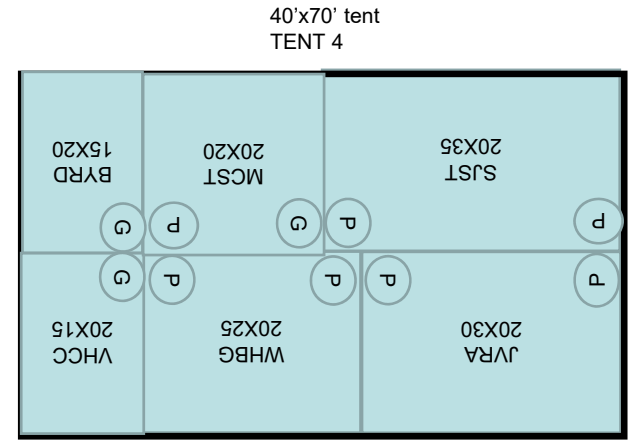 40'x70' tent
TENT 4
BYRD
15X20
G
MCST
20X20
P
G
SJST
20X35
P
P
VHCC
20X15
G
WHBG
20X25
P
P
JVRA
20X30
P
P